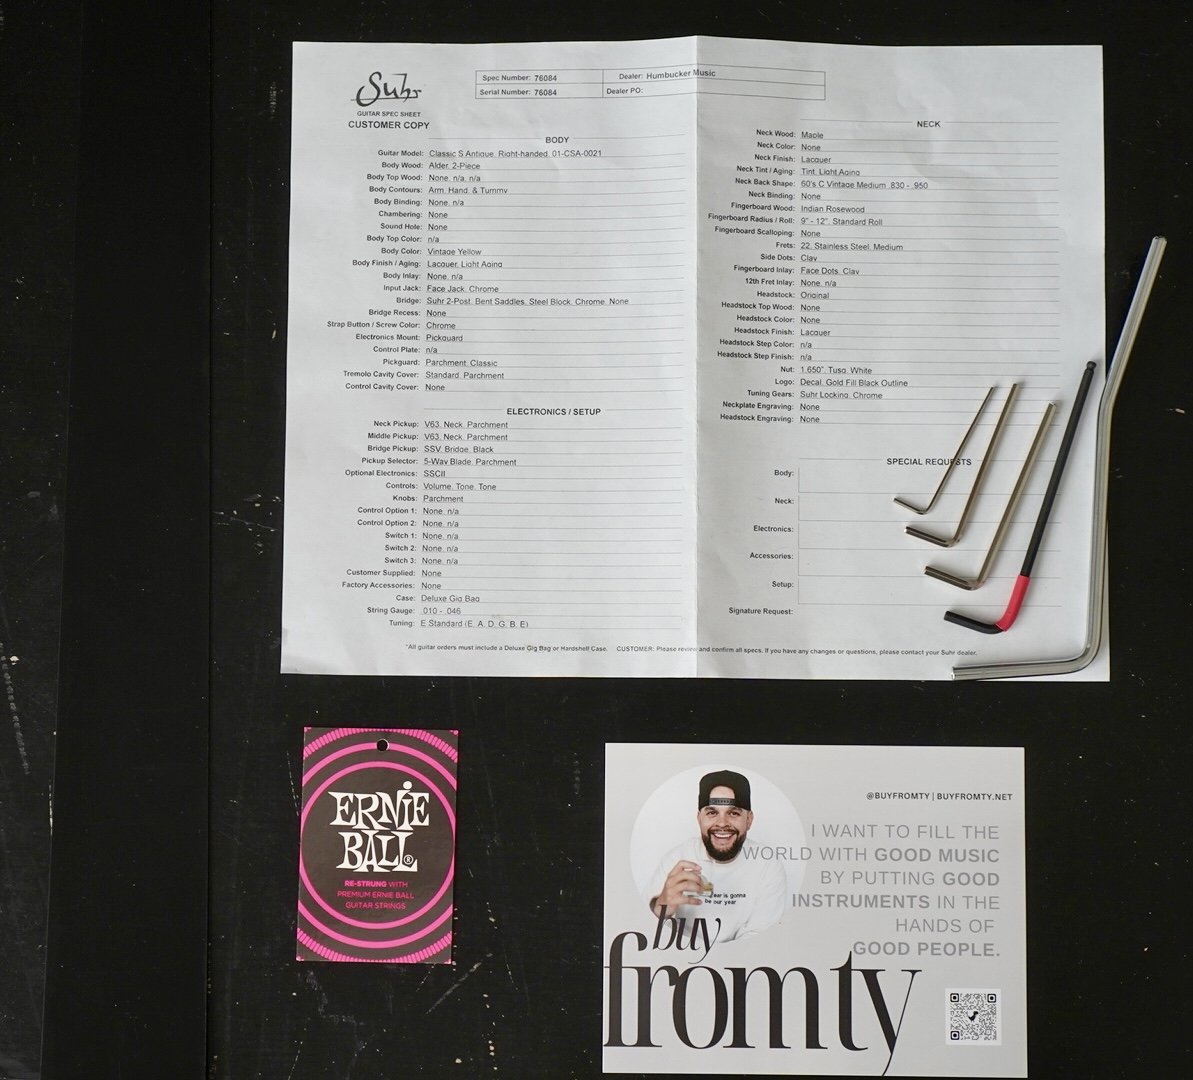 Suhr
GUITAR SPEC SHEET
CUSTOMER COPY
Spec Number: 76084
Dealer: Humbucker Music
Serial Number: 76084
Dealer PO:
BODY
Guitar Model: Classic S Antique, Right-handed, 01-CSA-0021
Body Wood: Alder, 2-Piece
Body Top Wood: None, n/a, n/a
Body Contours: Arm, Hand, & Tummy
Body Binding: None, n/a
Chambering: None
Sound Hole: None
Body Top Color: n/a
Body Color: Vintage Yellow
Body Finish / Aging: Lacquer, Light Aging
Body Inlay: None, n/a
Input Jack: Face Jack, Chrome
Bridge: Suhr 2-Post, Bent Saddles, Steel Block, Chrome, None
Bridge Recess: None
Strap Button / Screw Color: Chrome
Electronics Mount: Pickguard
Control Plate: n/a
Pickguard: Parchment, Classic
Tremolo Cavity Cover: Standard, Parchment
Control Cavity Cover: None
ELECTRONICS / SETUP
Neck Pickup: V63, Neck, Parchment
Middle Pickup: V63, Neck, Parchment
Bridge Pickup: SSV, Bridge, Black
Pickup Selector: 5-Way Blade, Parchment
Optional Electronics: SSCII
Controls: Volume, Tone, Tone
Knobs: Parchment
Control Option 1: None, n/a
Control Option 2: None, n/a
Switch 1: None, n/a
Switch 2: None, n/a
Switch 3: None, n/a
Customer Supplied: None
Factory Accessories: None
Case: Deluxe Gig Bag
String Gauge: .010 - .046
Tuning: E Standard (E, A, D, G, B, E)
NECK
Neck Wood: Maple
Neck Color: None
Neck Finish: Lacquer
Neck Tint / Aging: Tint, Light Aging
Neck Back Shape: 60's C Vintage Medium .830 - .950
Neck Binding: None
Fingerboard Wood: Indian Rosewood
Fingerboard Radius / Roll: 9" - 12", Standard Roll
Fingerboard Scalloping: None
Frets: 22, Stainless Steel, Medium
Side Dots: Clay
Fingerboard Inlay: Face Dots, Clay
12th Fret Inlay: None, n/a
Headstock: Original
Headstock Top Wood: None
Headstock Color: None
Headstock Finish: Lacquer
Headstock Step Color: n/a
Headstock Step Finish: n/a
Nut: 1.650", Tusq, White
Logo: Decal, Gold Fill Black Outline
Tuning Gears: Suhr Locking, Chrome
Neckplate Engraving: None
Headstock Engraving: None
SPECIAL REQUESTS
Body:
Neck:
Electronics:
Accessories:
Setup:
Signature Request:
*All guitar orders must include a Deluxe Gig Bag or Hardshell Case. CUSTOMER: Please review and confirm all specs. If you have any changes or questions, please contact your Suhr dealer.
ERNIE
BALL®
RE-STRUNG WITH
PREMIUM ERNIE BALL
GUITAR STRINGS
@BUYFROMTY | BUYFROMTY.NET
I WANT TO FILL THE
WORLD WITH GOOD MUSIC
BY PUTTING GOOD
INSTRUMENTS IN THE
HANDS OF
GOOD PEOPLE.
ear is gonna
be our year
buy
fromty